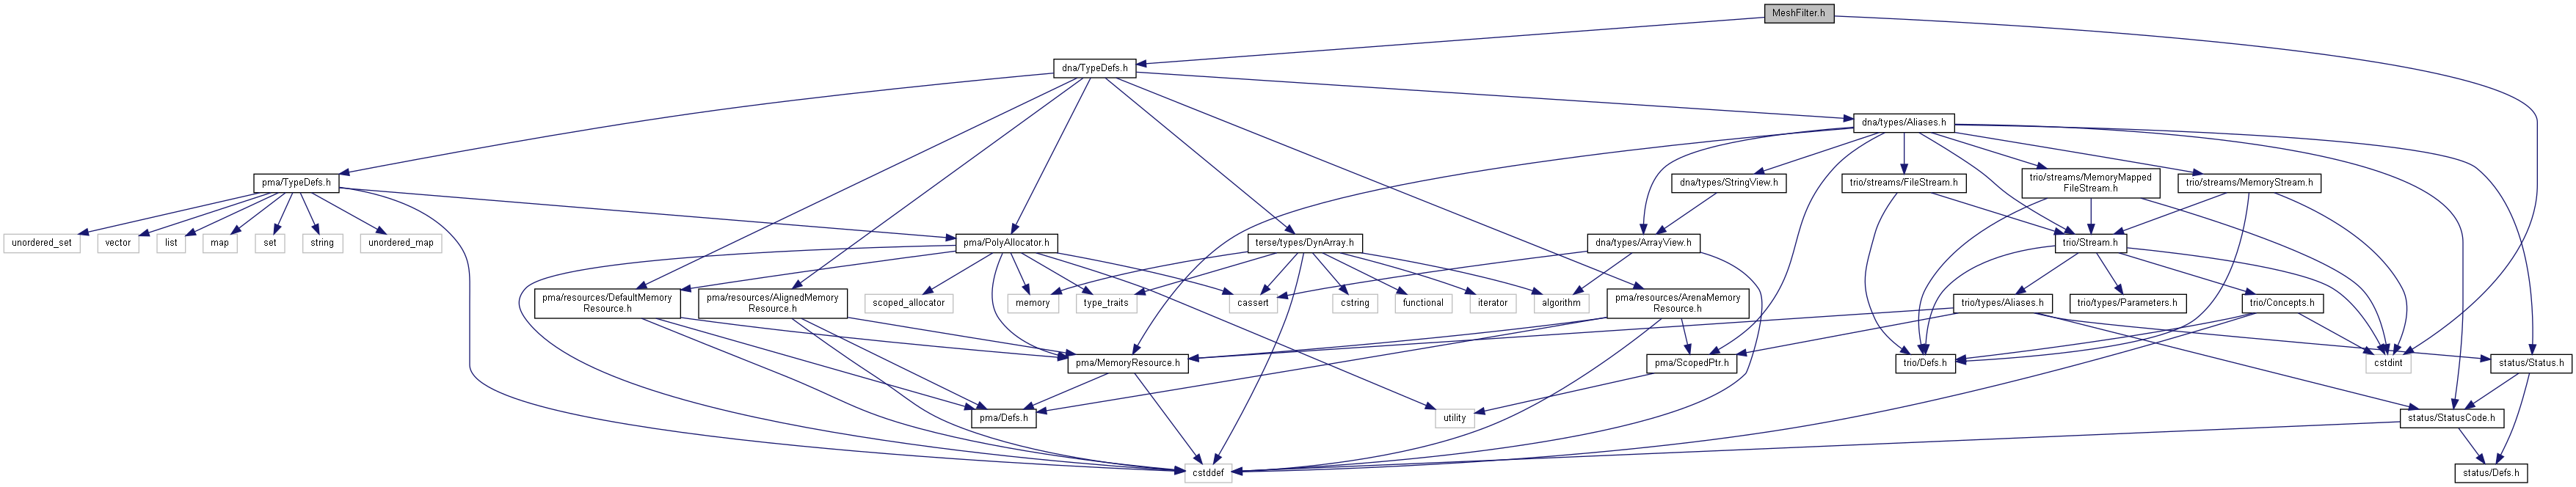 MeshFilter.h
dna/TypeDefs.h
dna/types/Aliases.h
pma/TypeDefs.h
dna/types/StringView.h
trio/streams/FileStream.h
trio/streams/MemoryMapped
FileStream.h
trio/streams/MemoryStream.h
unordered_set
vector
list
map
set
string
unordered_map
pma/PolyAllocator.h
terse/types/DynArray.h
dna/types/ArrayView.h
trio/Stream.h
pma/resources/DefaultMemory
Resource.h
pma/resources/AlignedMemory
Resource.h
scoped_allocator
memory
type_traits
cassert
cstring
functional
iterator
algorithm
pma/resources/ArenaMemory
Resource.h
trio/types/Aliases.h
trio/types/Parameters.h
trio/Concepts.h
pma/MemoryResource.h
pma/ScopedPtr.h
trio/Defs.h
cstdint
status/Status.h
pma/Defs.h
utility
status/StatusCode.h
cstddef
status/Defs.h